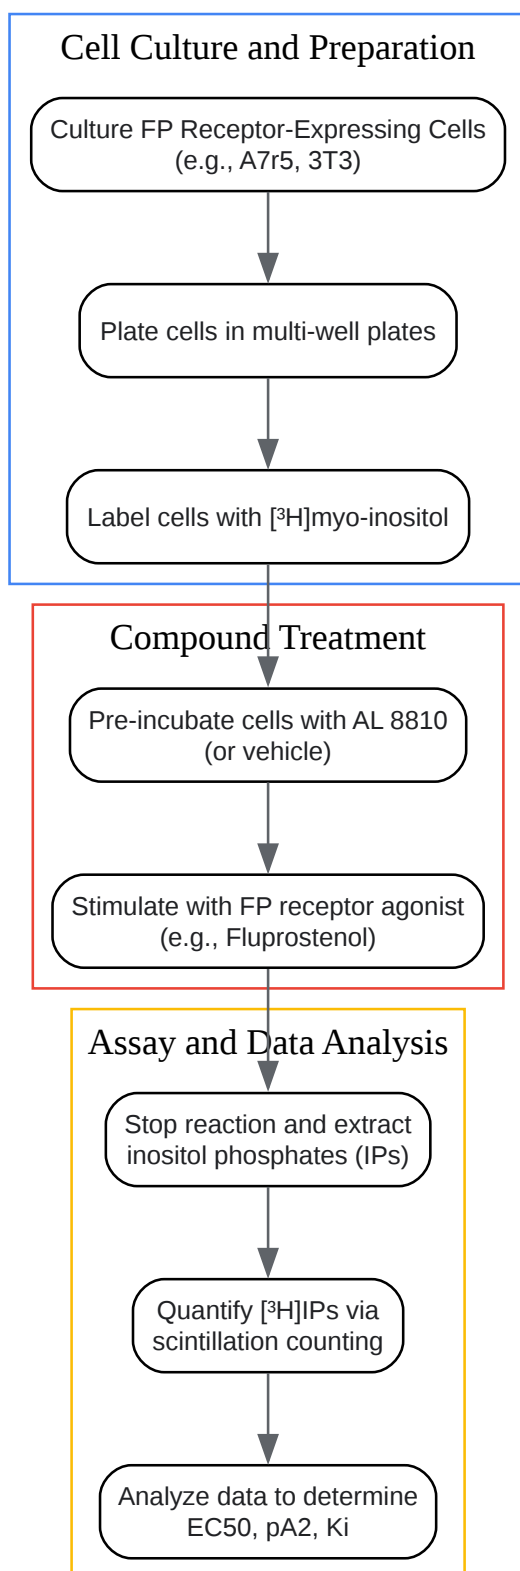 Cell Culture and Preparation
Culture FP Receptor-Expressing Cells
(e.g., A7r5, 3T3)
Plate cells in multi-well plates
Label cells with [³H]myo-inositol
Compound Treatment
Pre-incubate cells with AL 8810
(or vehicle)
Stimulate with FP receptor agonist
(e.g., Fluprostenol)
Assay and Data Analysis
Stop reaction and extract
inositol phosphates (IPs)
Quantify [³H]IPs via
scintillation counting
Analyze data to determine
EC50, pA2, Ki